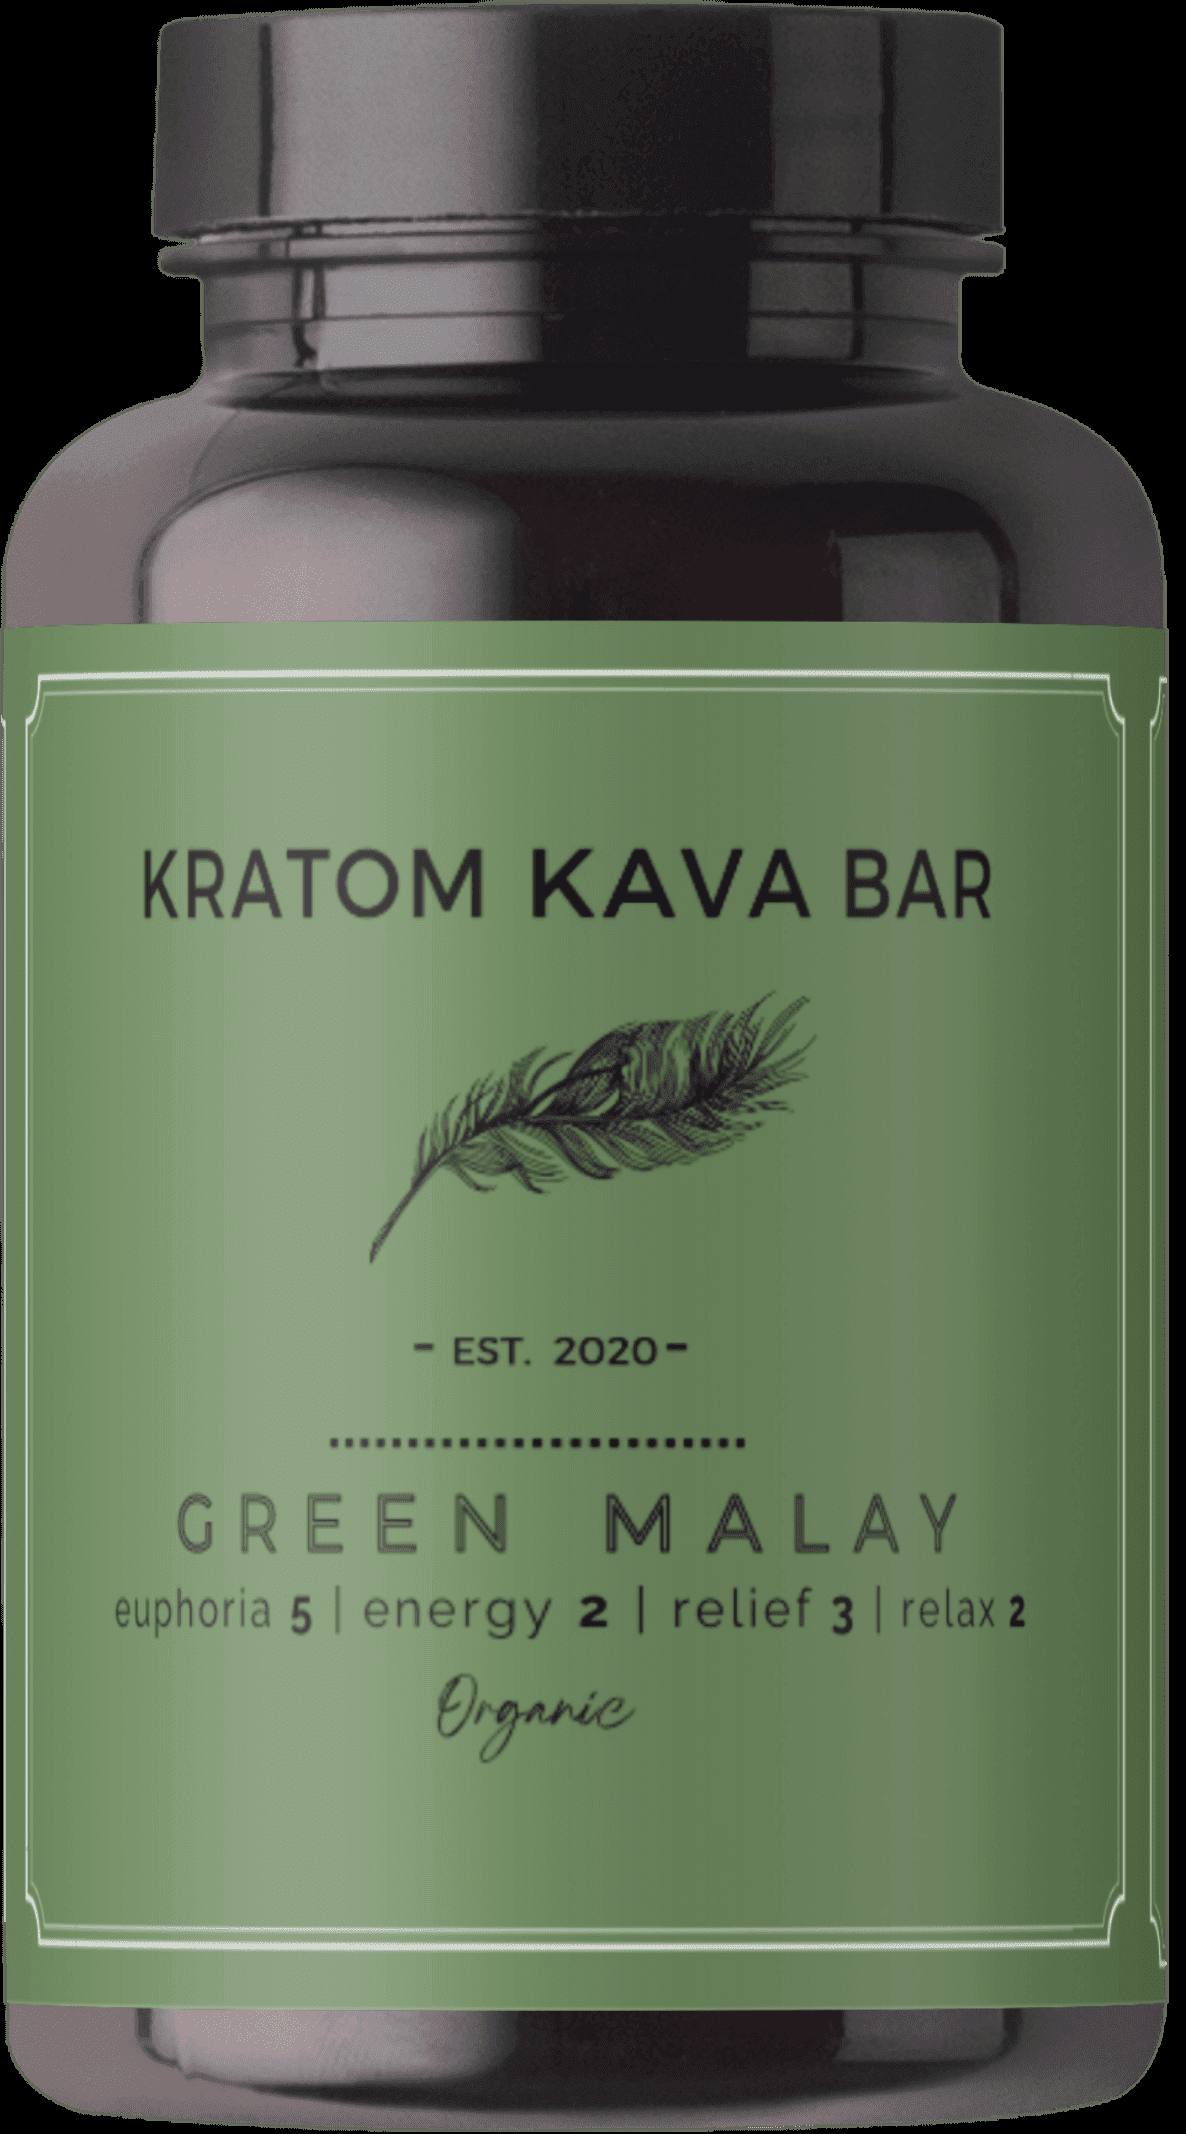 KRATOM KAVA BAR
- EST. 2020 -
GREEN MALAY
euphoria 5 | energy 2 | relief 3 | relax 2
Organic